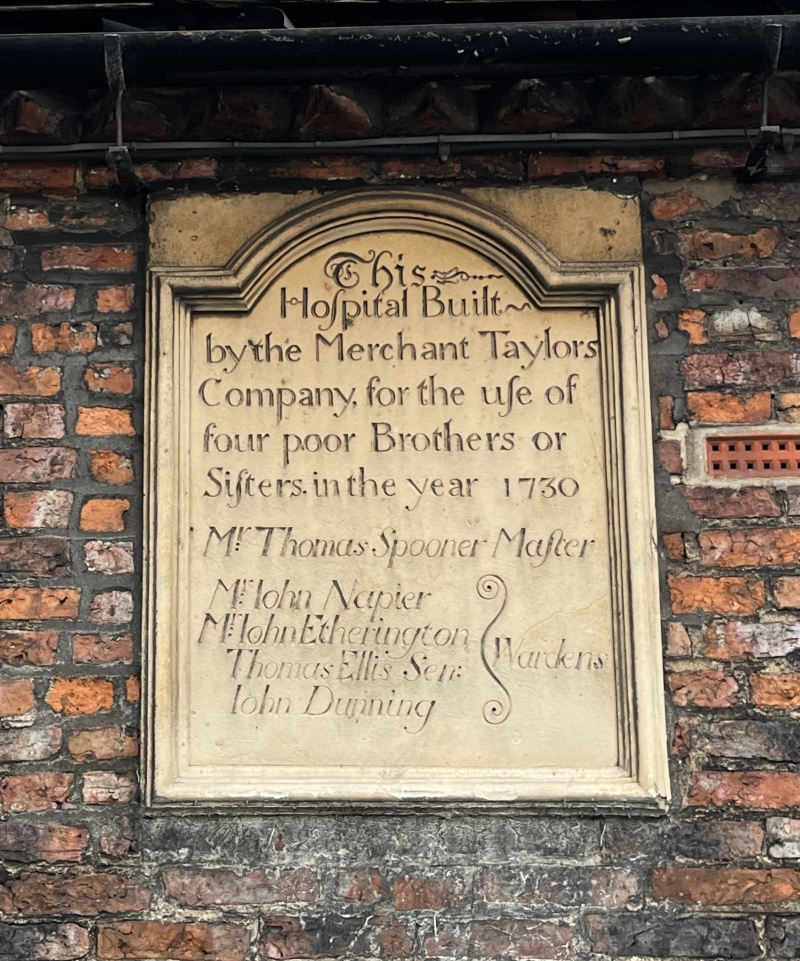 This
Hoſpital Built
by the Merchant Taylors
Company, for the uſe of
four poor Brothers or
Siſters. in the year 1730
Mr Thomas Spooner Maſter
Mr Iohn Napier
Mr Iohn Etherington
Wardens
Thomas Ellis Sen:
Iohn Dunning